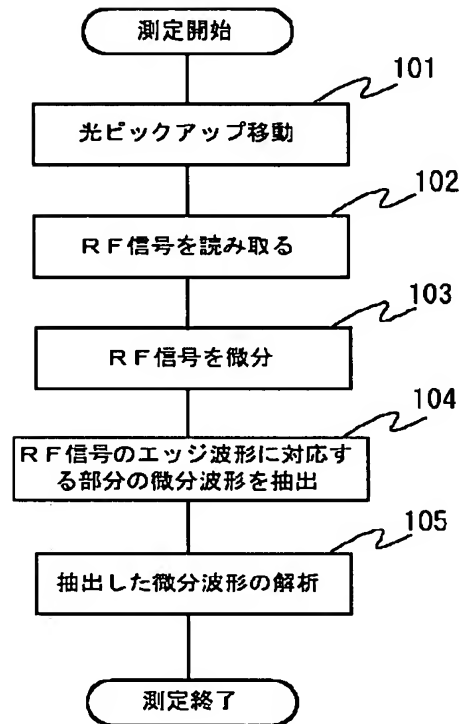 測定開始
101
光ピックアップ移動
102
ＲＦ信号を読み取る
103
ＲＦ信号を微分
104
ＲＦ信号のエッジ波形に対応す
る部分の微分波形を抽出
105
抽出した微分波形の解析
測定終了